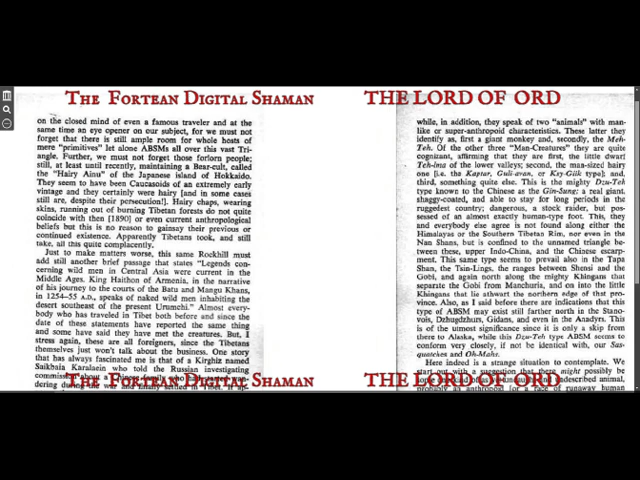 THE FORTEAN DIGITAL SHAMAN
THE LORD OF ORD
on the closed mind of even a famous traveler and at the
same time an eye opener on our subject, for we must not
forget that there is still ample room for whole hosts of
mere "primitives" let alone ABSMs all over this vast Tri-
angle. Further, we must not forget those forlorn people;
still, at least until recently, maintaining a Bear-cult, called
the "Hairy Ainu" of the Japanese island of Hokkaido.
They seem to have been Caucasoids of an extremely early
vintage and they certainly were hairy [and in some cases
still are, despite their persecution!]. Hairy chaps, wearing
skins, running out of burning Tibetan forests do not quite
coincide with then [1890] or even current anthropological
beliefs but this is no reason to gainsay their previous or
continued existence. Apparently Tibetans took, and still
take, all this quite complacently.
Just to make matters worse, this same Rockhill must
add still another brief passage that states "Legends con-
cerning wild men in Central Asia were current in the
Middle Ages. King Haithon of Armenia, in the narrative
of his journey to the courts of the Batu and Mangu Khans,
in 1254–55 A.D., speaks of naked wild men inhabiting the
desert southeast of the present Urumchi." Almost every-
body who has traveled in Tibet both before and since the
date of these statements have reported the same thing
and some have said they have met the creatures. But, I
stress again, these are all foreigners, since the Tibetans
themselves just won't talk about the business. One story
that has always fascinated me is that of a Kirghiz named
Saikbaia Karalaein who told the Russian investigating
while, in addition, they speak of two "animals" with man-
like or super-anthropoid characteristics. These latter they
identify as, first a giant monkey and, secondly, the Meh-
Teh. Of the other three "Man-Creatures" they are quite
cognizant, affirming that they are, first, the little dwarf
Teh-lma of the lower valleys; second, the man-sized hairy
one [i.e. the Kaptar, Guli-avan, or Ksy-Giik type]; and,
third, something quite else. This is the mighty Dzu-Teh
type known to the Chinese as the Gin-Sung: a real giant,
shaggy-coated, and able to stay for long periods in the
ruggedest country; dangerous, a stock raider, but pos-
sessed of an almost exactly human-type foot. This, they
and everybody else agree is not found along either the
Himalayas or the Southern Tibetan Rim, nor even in the
Nan Shans, but is confined to the unnamed triangle be-
tween these, upper Indo-China, and the Chinese escarp-
ment. This same type seems to prevail also in the Tapa
Shan, the Tsin-Lings, the ranges between Shensi and the
Gobi, and again north along the mighty Khingans that
separate the Gobi from Manchuria, and on into the little
Khingans that lie athwart the northern edge of that pro-
vince. Also, as I said before there are indications that this
type of ABSM may exist still farther north in the Stano-
vois, Dzhugdzhurs, Gidans, and even in the Anadyrs. This
is of the utmost significance since it is only a skip from
there to Alaska, while this Dzu-Teh type ABSM seems to
conform very closely, if not be identical with, our Sas-
quatches and Oh-Mahs.
Here indeed is a strange situation to contemplate. We
THE FORTEAN DIGITAL SHAMAN
THE LORD OF ORD